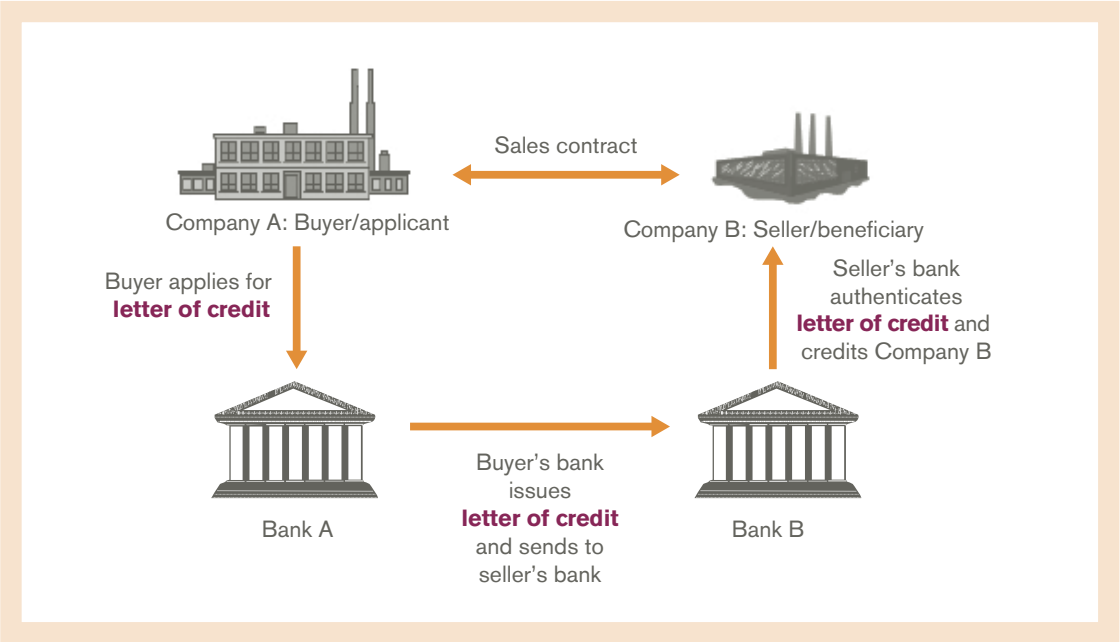 Sales contract
Company A: Buyer/applicant
Company B: Seller/beneficiary
Buyer applies for
letter of credit
Seller’s bank
authenticates
letter of credit and
credits Company B
Buyer’s bank
issues
letter of credit
and sends to
seller’s bank
Bank A
Bank B